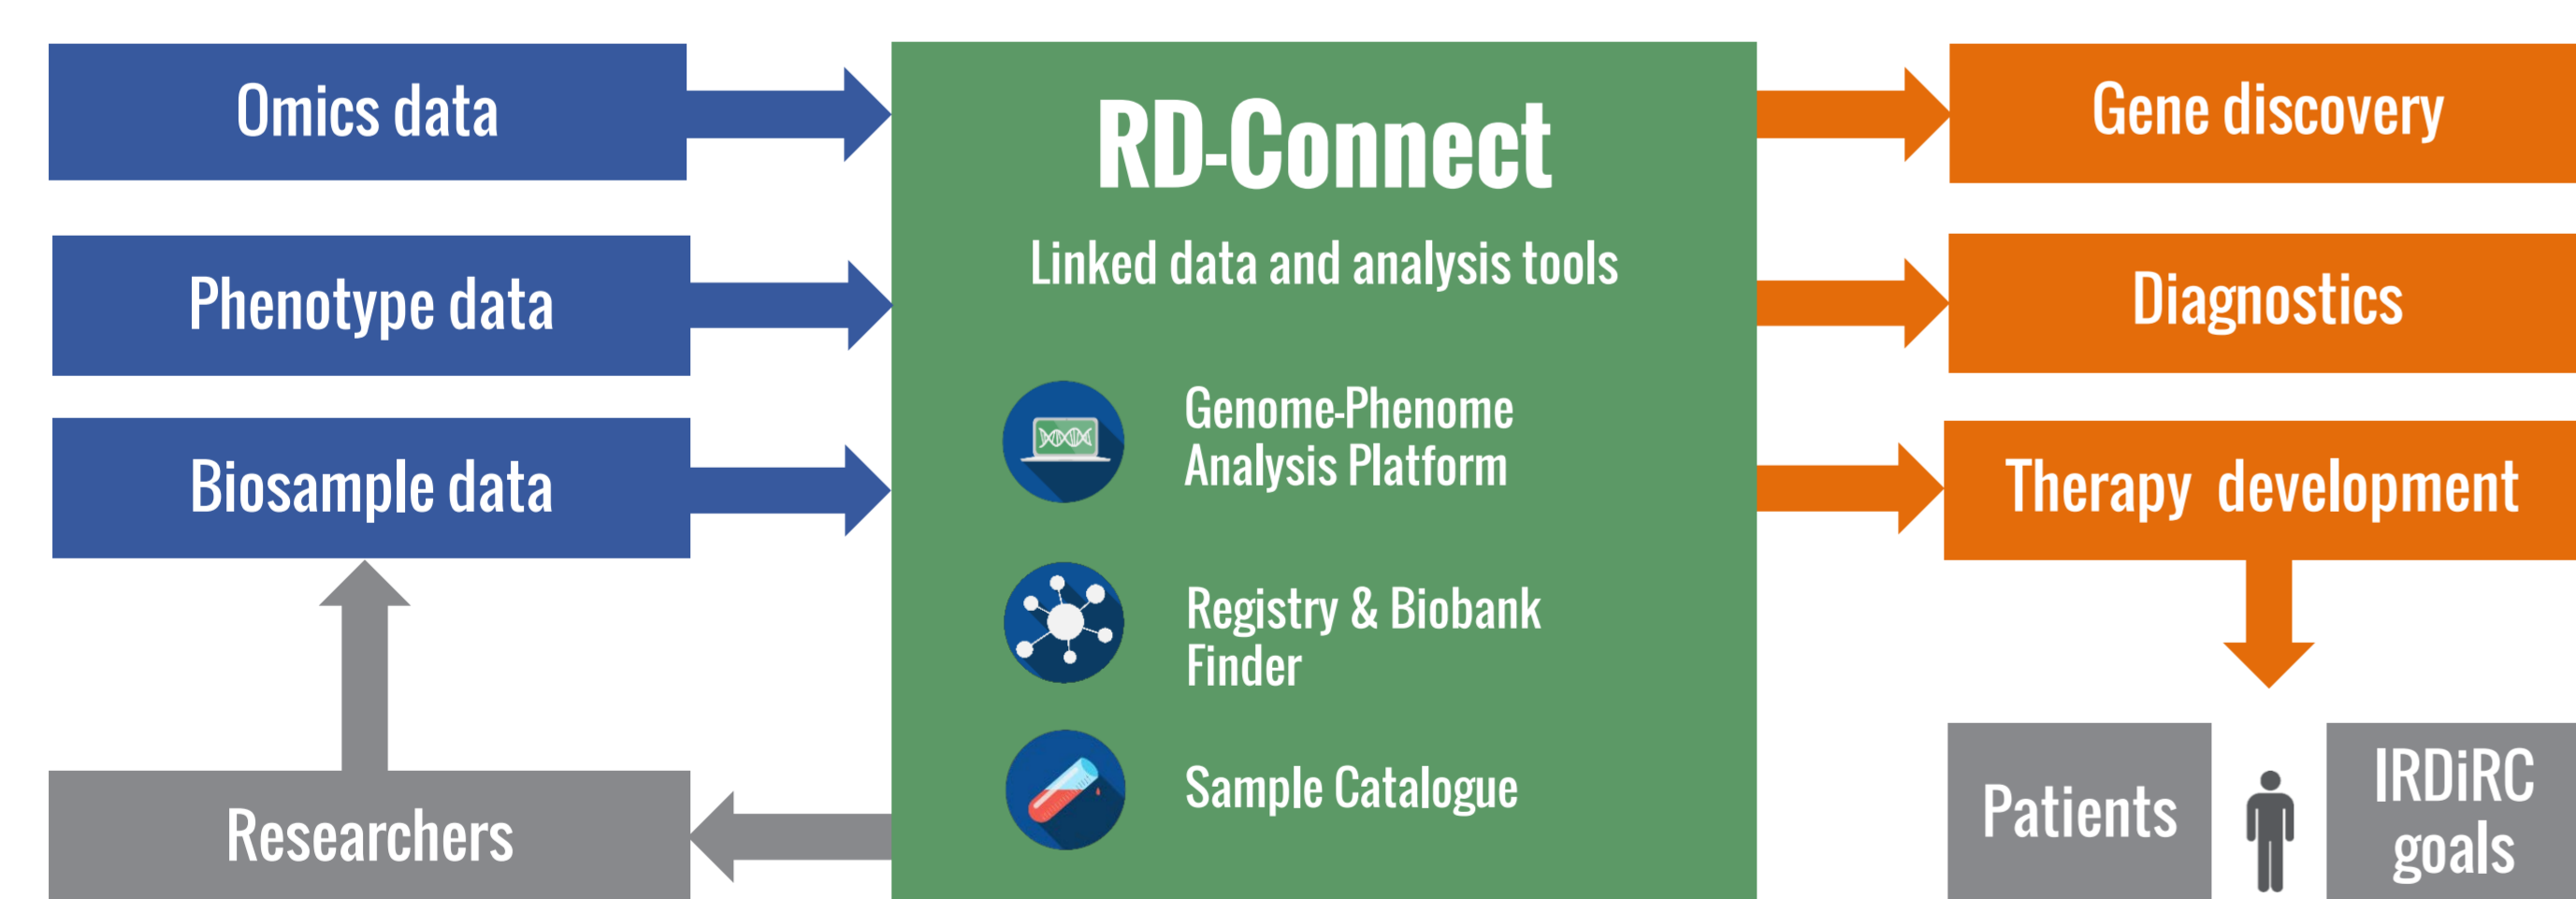 Omics data
Phenotype data
Biosample data
Researchers
RD-Connect
Linked data and analysis tools
Genome-Phenome
Analysis Platform
Registry & Biobank
Finder
Sample Catalogue
Gene discovery
Diagnostics
Therapy development
Patients
IRDiRC
goals